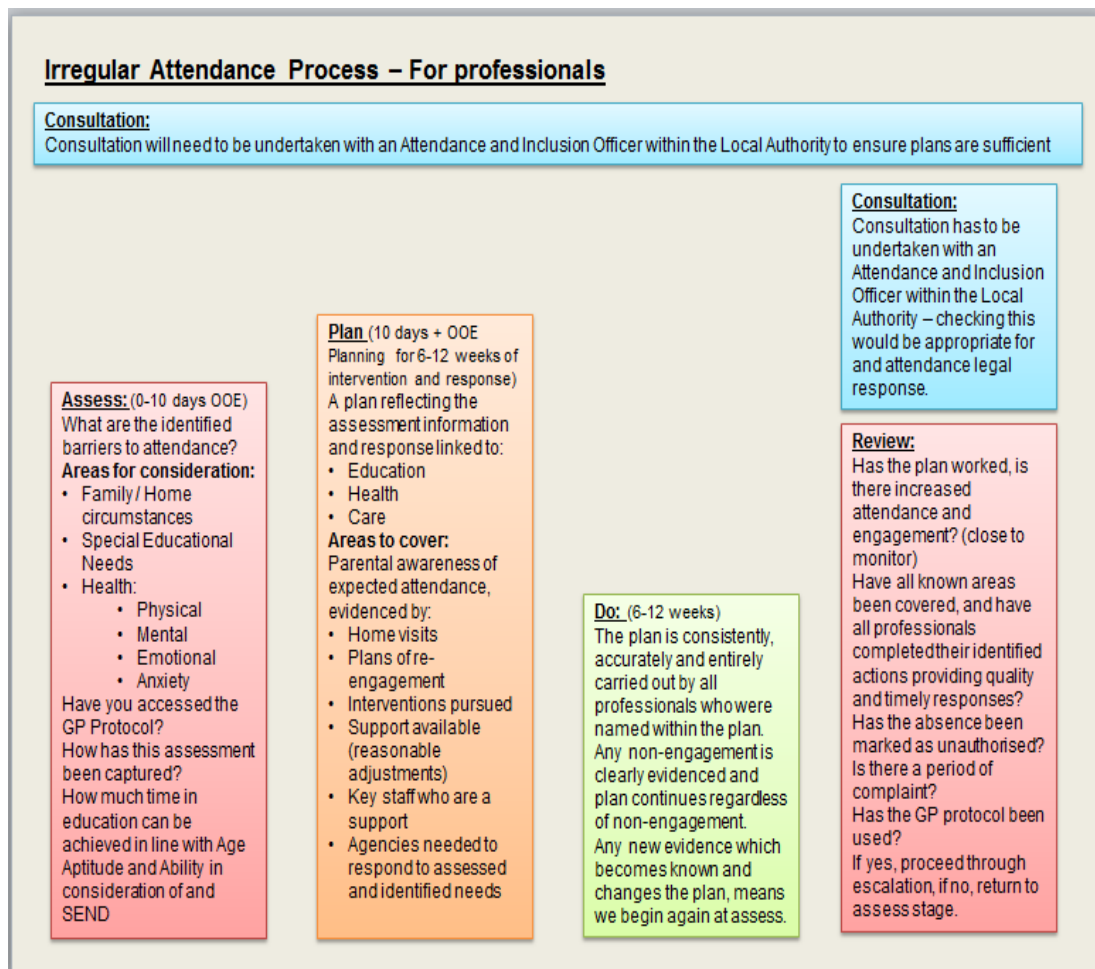 Irregular Attendance Process – For professionals
Consultation:
Consultation will need to be undertaken with an Attendance and Inclusion Officer within the Local Authority to ensure plans are sufficient
Assess: (0-10 days OOE)
What are the identified
barriers to attendance?
Areas for consideration:
• Family / Home
circumstances
• Special Educational
Needs
• Health:
• Physical
• Mental
• Emotional
• Anxiety
Have you accessed the
GP Protocol?
How has this assessment
been captured?
How much time in
education can be
achieved in line with Age
Aptitude and Ability in
consideration of and
SEND
Plan (10 days + OOE
Planning for 6-12 weeks of
intervention and response)
A plan reflecting the
assessment information
and response linked to:
• Education
• Health
• Care
Areas to cover:
Parental awareness of
expected attendance,
evidenced by:
• Home visits
• Plans of re-
engagement
• Interventions pursued
• Support available
(reasonable
adjustments)
• Key staff who are a
support
• Agencies needed to
respond to assessed
and identified needs
Do: (6-12 weeks)
The plan is consistently,
accurately and entirely
carried out by all
professionals who were
named within the plan.
Any non-engagement is
clearly evidenced and
plan continues regardless
of non-engagement.
Any new evidence which
becomes known and
changes the plan, means
we begin again at assess.
Consultation:
Consultation has to be
undertaken with an
Attendance and Inclusion
Officer within the Local
Authority – checking this
would be appropriate for
and attendance legal
response.
Review:
Has the plan worked, is
there increased
attendance and
engagement? (close to
monitor)
Have all known areas
been covered, and have
all professionals
completed their identified
actions providing quality
and timely responses?
Has the absence been
marked as unauthorised?
Is there a period of
complaint?
Has the GP protocol been
used?
If yes, proceed through
escalation, if no, return to
assess stage.